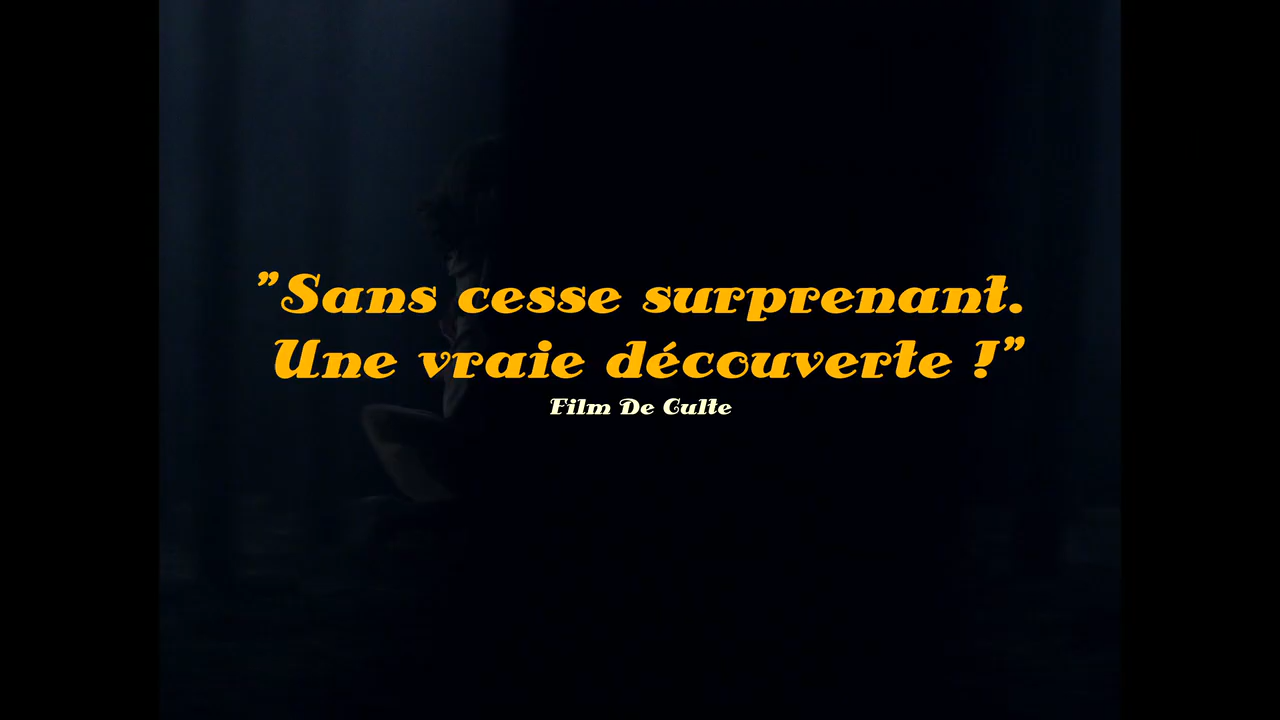 ”Sans cesse surprenant.
Une vraie découverte !”
Film De Culte